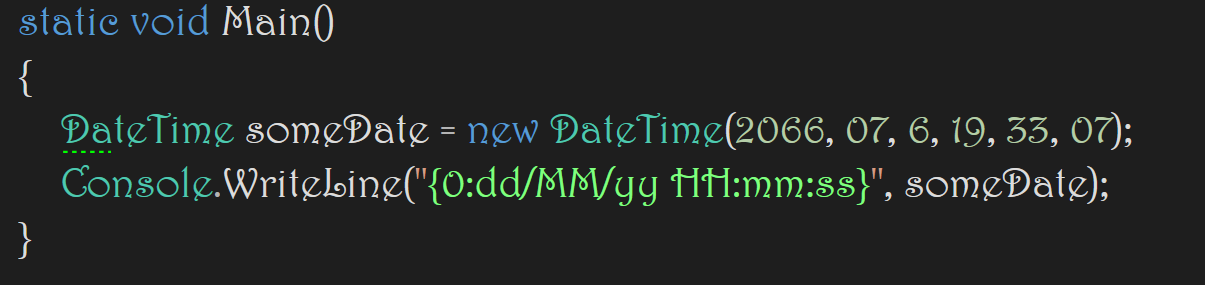 static void Main()
{
DateTime someDate = new DateTime(2066, 07, 6, 19, 33, 07);
Console.WriteLine("{0:dd/MM/yy HH:mm:ss}", someDate);
}